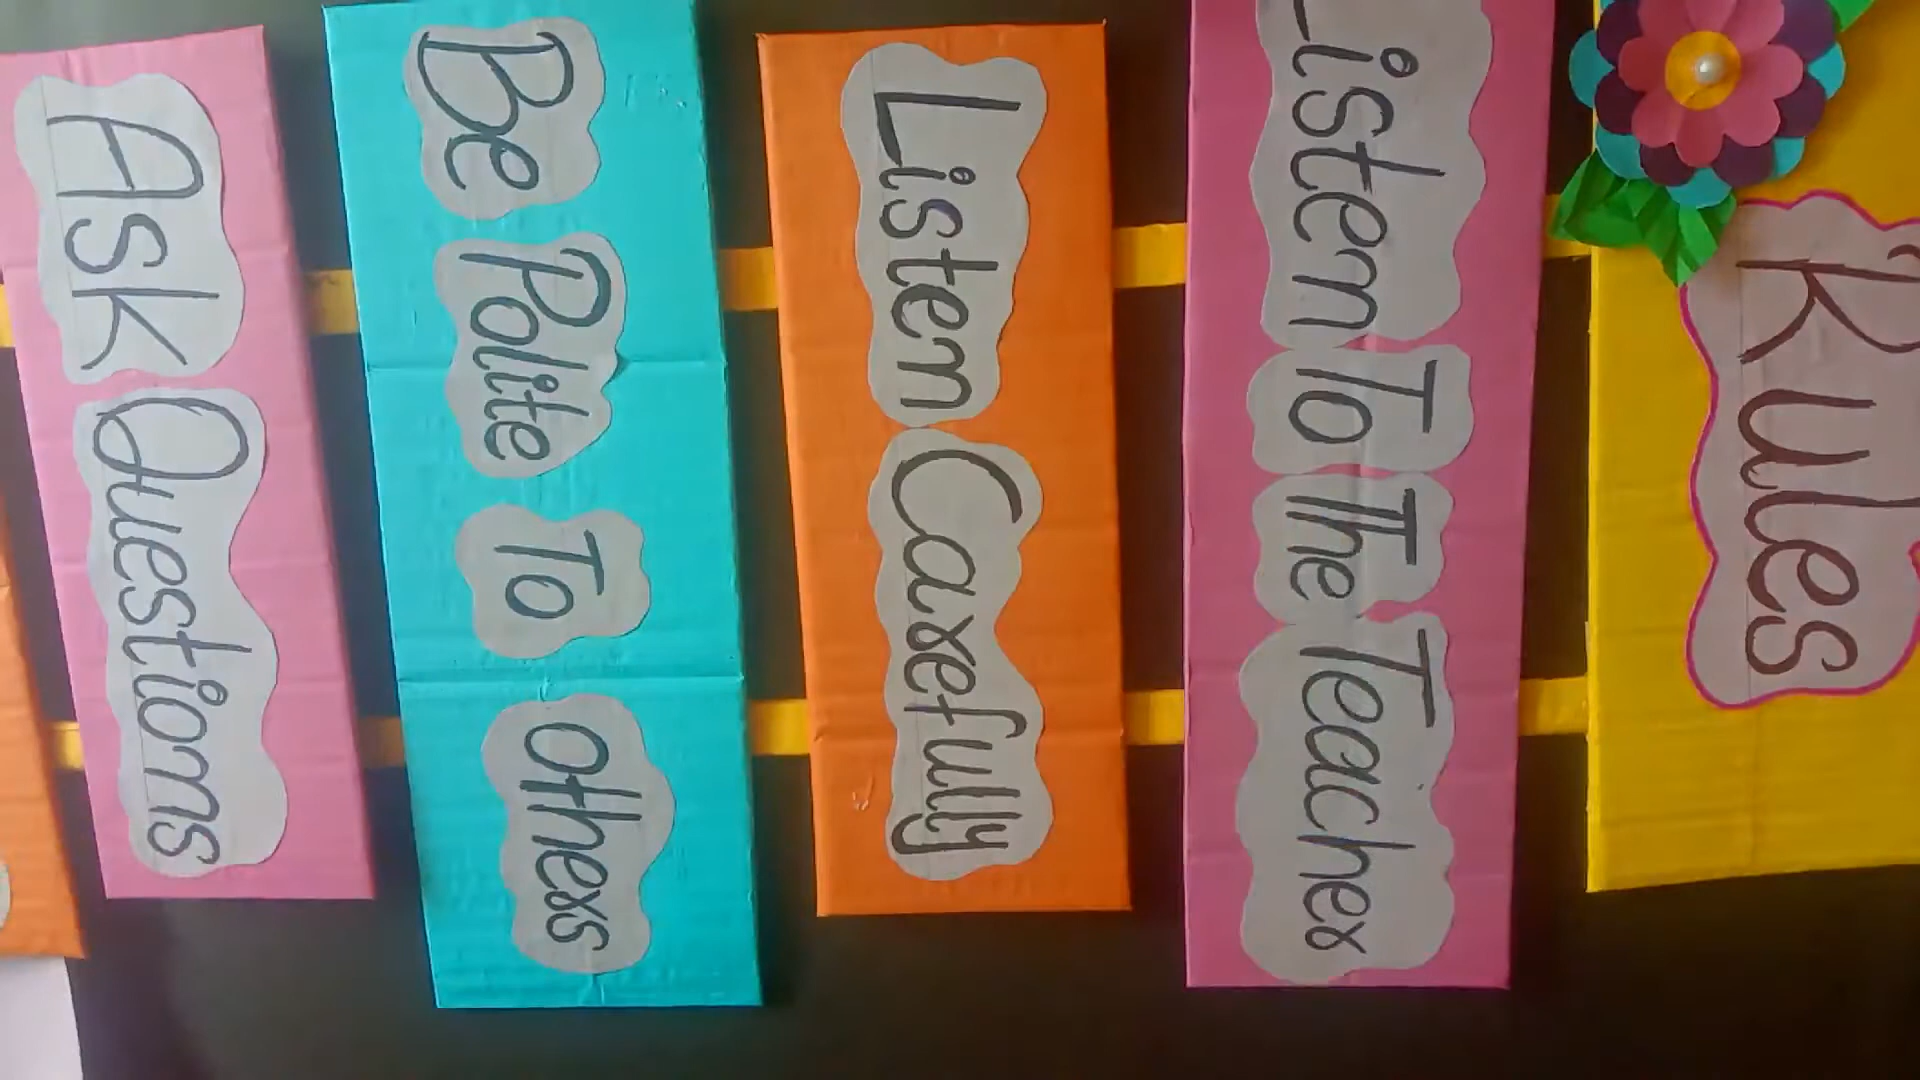 Rules
Listen To The Teacher
Listen Carefully
Be Polite To Others
Ask Questions